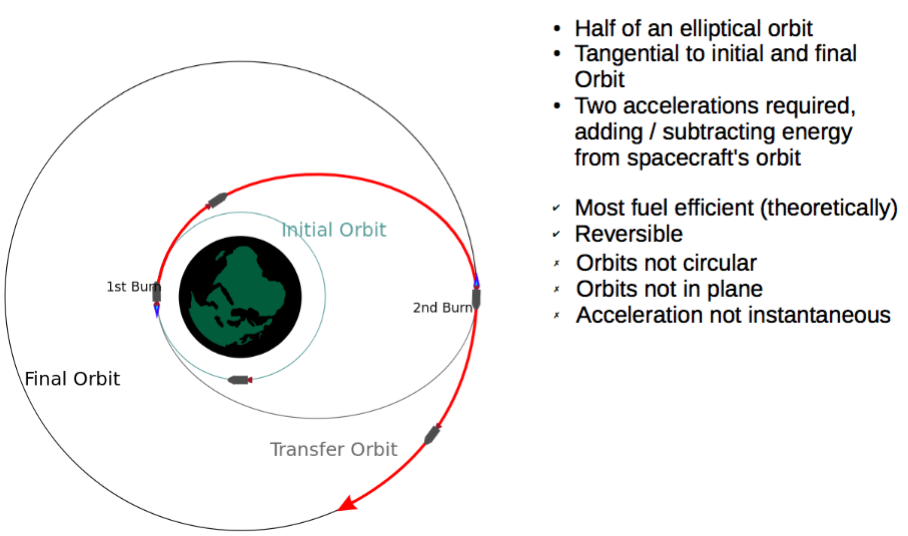 • Half of an elliptical orbit
• Tangential to initial and final
Orbit
• Two accelerations required,
adding / subtracting energy
from spacecraft's orbit
✓ Most fuel efficient (theoretically)
✓ Reversible
✗ Orbits not circular
✗ Orbits not in plane
✗ Acceleration not instantaneous
Initial Orbit
1st Burn
2nd Burn
Final Orbit
Transfer Orbit